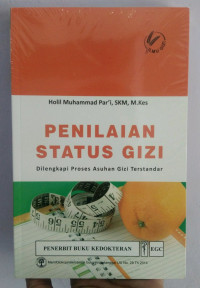 Holil Muhammad Par'i, SKM, M.Kes
PENILAIAN
STATUS GIZI
Dilengkapi Proses Asuhan Gizi Terstandar
PENERBIT BUKU KEDOKTERAN EGC